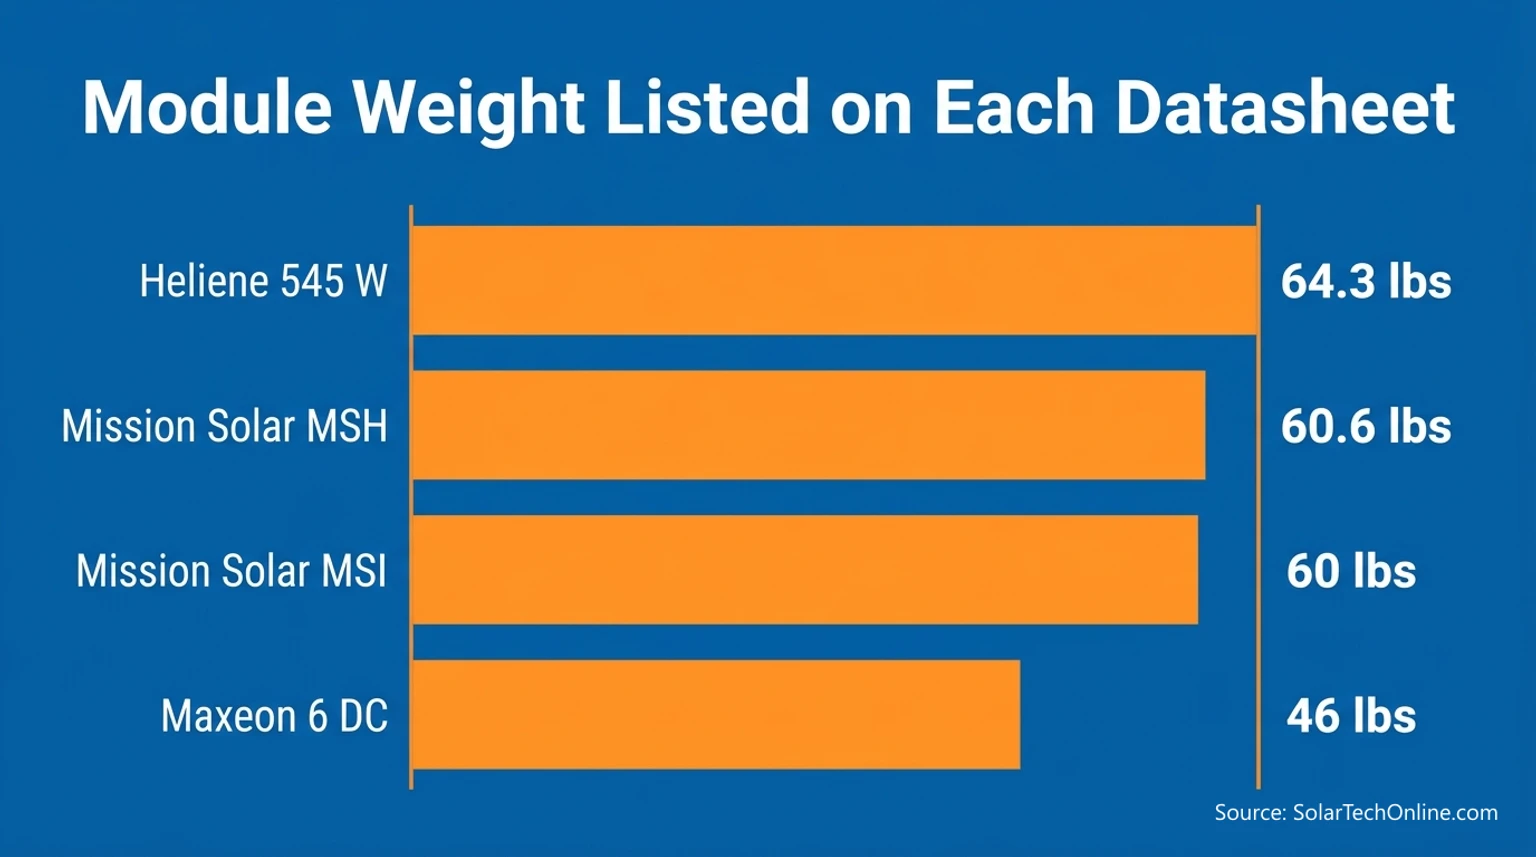 Module Weight Listed on Each Datasheet
Heliene 545 W
64.3 lbs
Mission Solar MSH
60.6 lbs
Mission Solar MSI
60 lbs
Maxeon 6 DC
46 lbs
Source: SolarTechOnline.com